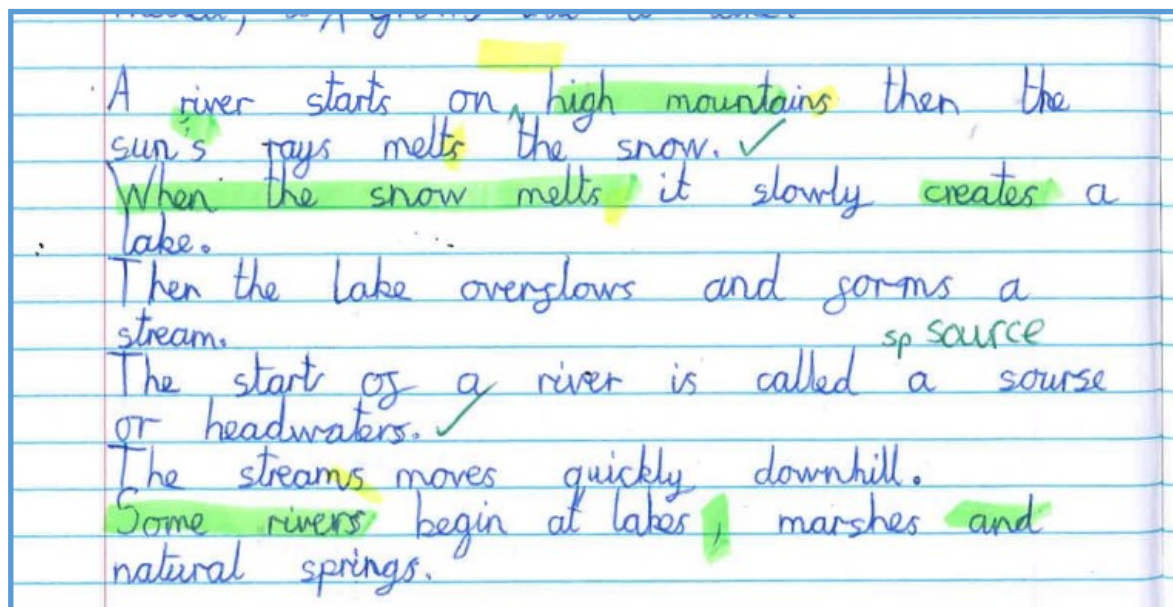 A river starts on high mountains then the
sun's rays melts the snow.
When the snow melts it slowly creates a
lake.
Then the lake overflows and forms a
stream.
sp source
The start of a river is called a sourse
or headwaters.
The streams moves quickly downhill.
Some rivers begin at lakes, marshes and
natural springs.